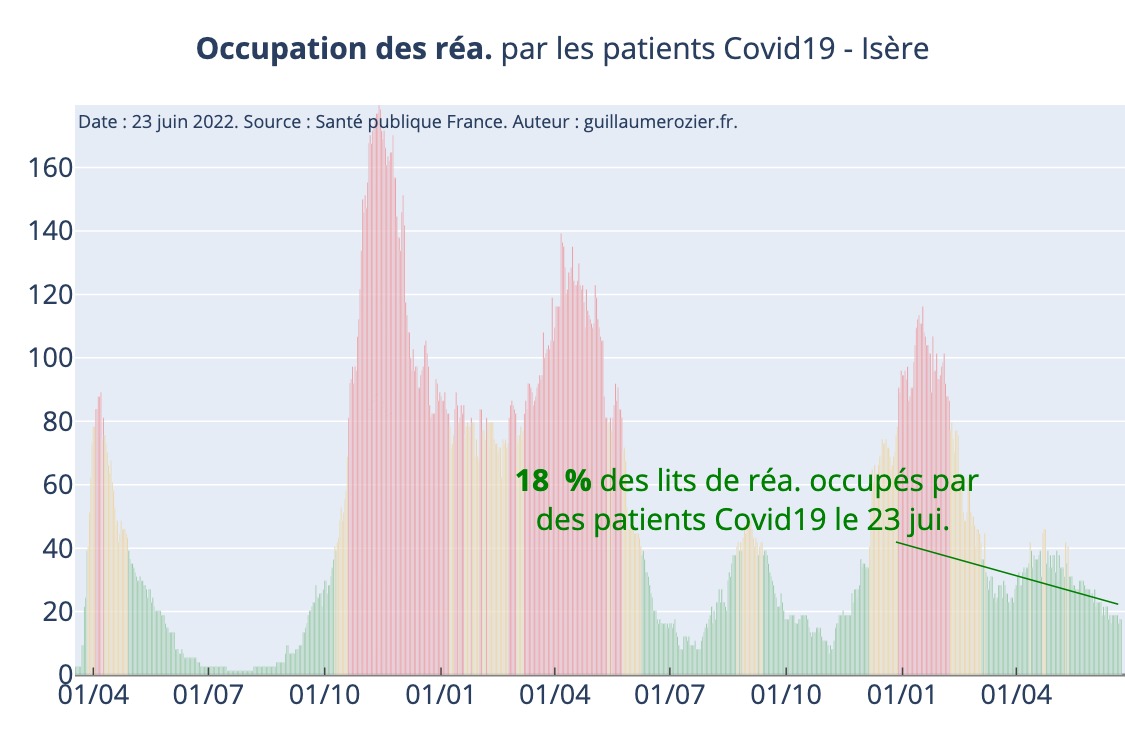 Occupation des réa. par les patients Covid19 - Isère
Date : 23 juin 2022. Source : Santé publique France. Auteur : guillaumerozier.fr.
160
140
120
100
80
60
40
20
0
18 % des lits de réa. occupés par
des patients Covid19 le 23 jui.
01/04 01/07 01/10 01/01 01/04 01/07 01/10 01/01 01/04